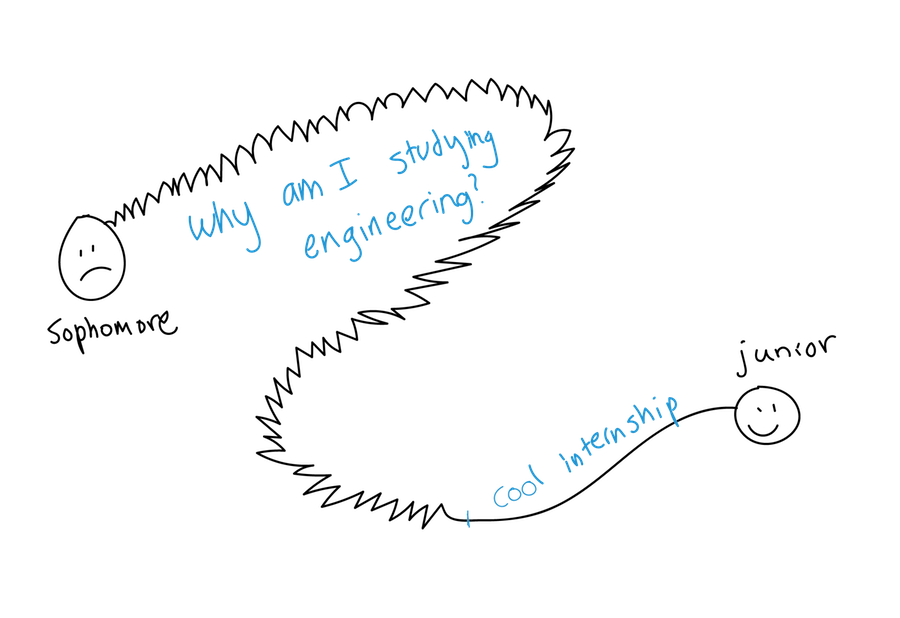 why am I studying
engineering?
Sophomore
junior
cool internship